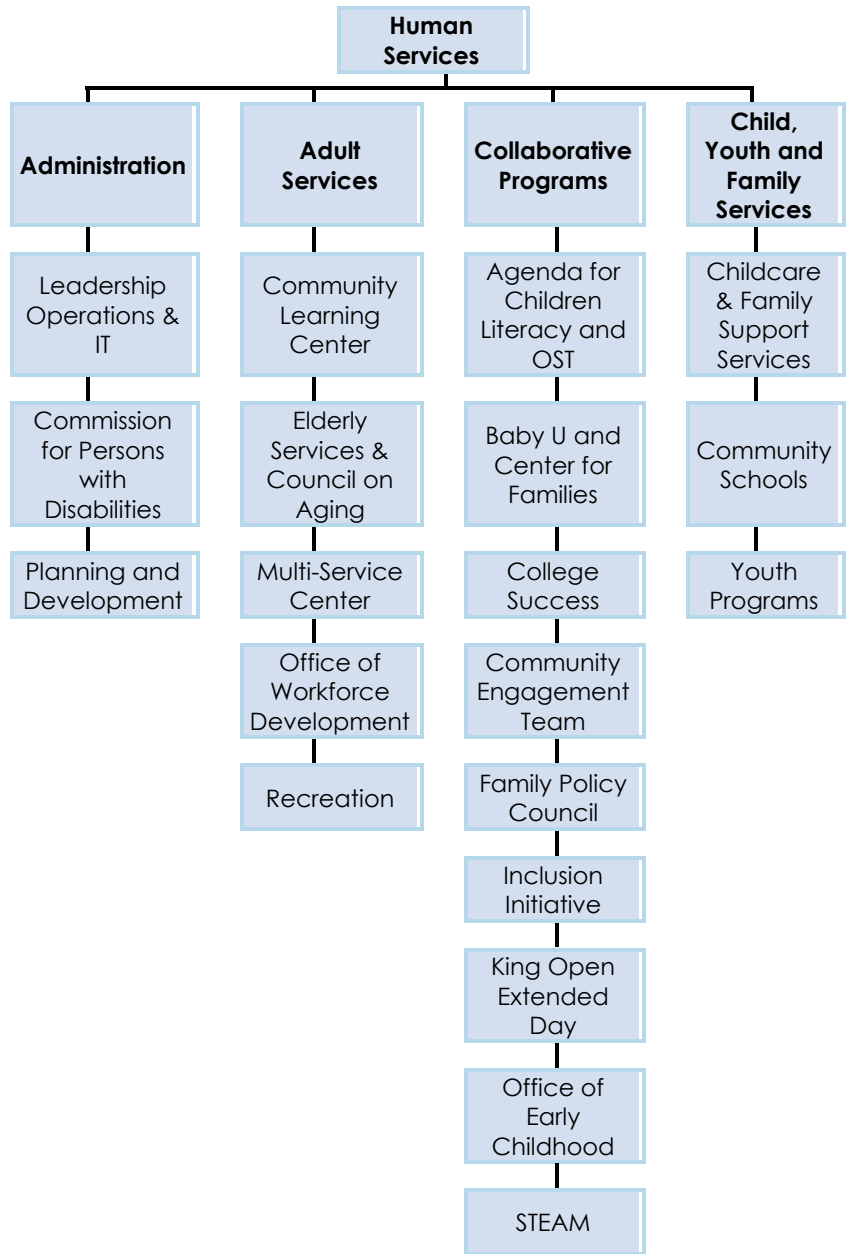 Human
Services
Administration
Adult
Services
Collaborative
Programs
Child,
Youth and
Family
Services
Leadership
Operations &
IT
Commission
for Persons
with
Disabilities
Planning and
Development
Community
Learning
Center
Elderly
Services &
Council on
Aging
Multi-Service
Center
Office of
Workforce
Development
Recreation
Agenda for
Children
Literacy and
OST
Baby U and
Center for
Families
College
Success
Community
Engagement
Team
Family Policy
Council
Inclusion
Initiative
King Open
Extended
Day
Office of
Early
Childhood
STEAM
Childcare
& Family
Support
Services
Community
Schools
Youth
Programs